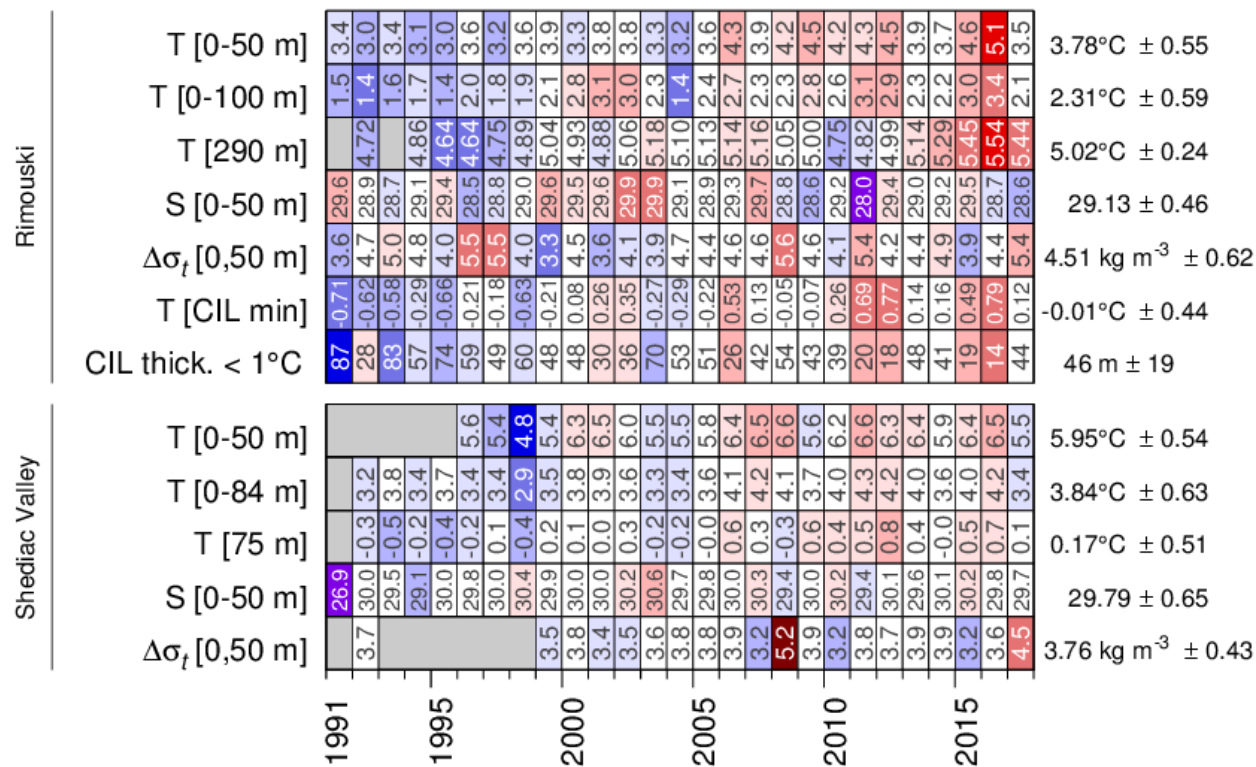 Rimouski
T [0-50 m] 3.4 3.0 3.4 3.1 3.0 3.6 3.2 3.6 3.9 3.3 3.8 3.8 3.3 3.2 3.6 4.3 3.9 4.2 4.5 4.2 4.3 4.5 3.9 3.7 4.6 5.1 3.5 3.78°C ± 0.55
T [0-100 m] 1.5 1.4 1.6 1.7 1.4 2.0 1.8 1.9 2.1 2.8 3.1 3.0 2.3 1.4 2.4 2.7 2.3 2.3 2.8 2.6 3.1 2.9 2.3 2.2 3.0 3.4 2.1 2.31°C ± 0.59
T [290 m] 4.72 4.86 4.64 4.64 4.75 4.89 5.04 4.93 4.88 5.06 5.18 5.10 5.13 5.14 5.16 5.05 5.00 4.75 4.82 4.99 5.14 5.29 5.45 5.54 5.44 5.02°C ± 0.24
S [0-50 m] 29.6 28.9 28.7 29.1 29.4 28.5 28.8 29.0 29.6 29.5 29.6 29.9 29.9 29.1 28.9 29.3 29.7 28.8 28.6 29.2 28.0 29.4 29.0 29.2 29.5 28.7 28.6 29.13 ± 0.46
Δσt [0,50 m] 3.6 4.7 5.0 4.8 4.0 5.5 5.5 4.0 3.3 4.5 3.6 4.1 3.9 4.7 4.4 4.6 4.6 5.6 4.6 4.1 5.4 4.2 4.4 4.9 3.9 4.4 5.4 4.51 kg m-3 ± 0.62
T [CIL min] -0.71 -0.62 -0.58 -0.29 -0.66 -0.21 -0.18 -0.63 -0.21 0.08 0.26 0.35 -0.27 -0.29 -0.22 0.53 0.13 -0.05 -0.07 0.26 0.69 0.77 0.14 0.16 0.49 0.79 0.12 -0.01°C ± 0.44
CIL thick. < 1°C 87 28 83 57 74 59 49 60 48 48 30 36 70 53 51 26 42 54 43 39 20 18 48 41 19 14 44 46 m ± 19
Shediac Valley
T [0-50 m] 5.6 5.4 4.8 5.4 6.3 6.5 6.0 5.5 5.5 5.8 6.4 6.5 6.6 5.6 6.2 6.6 6.3 6.4 5.9 6.4 6.5 5.5 5.95°C ± 0.54
T [0-84 m] 3.2 3.8 3.4 3.7 3.4 3.4 2.9 3.5 3.8 3.9 3.6 3.3 3.4 3.6 4.1 4.2 4.1 3.7 4.0 4.3 4.2 4.0 3.6 4.0 4.2 3.4 3.84°C ± 0.63
T [75 m] -0.3 -0.5 -0.2 -0.4 -0.2 0.1 -0.4 0.2 0.1 0.0 0.3 -0.2 -0.2 -0.0 0.6 0.3 -0.3 0.6 0.4 0.5 0.8 0.4 -0.0 0.5 0.7 0.1 0.17°C ± 0.51
S [0-50 m] 26.9 30.0 29.5 29.1 30.0 29.8 30.0 30.4 29.9 30.0 30.0 30.2 30.6 29.7 29.8 30.0 30.3 29.4 30.0 30.2 29.4 30.1 29.6 30.1 30.2 29.8 29.7 29.79 ± 0.65
Δσt [0,50 m] 3.7 3.5 3.8 3.4 3.5 3.6 3.8 3.8 3.9 3.2 5.2 3.9 3.2 3.8 3.7 3.9 3.9 3.2 3.6 4.5 3.76 kg m-3 ± 0.43
1991 1995 2000 2005 2010 2015